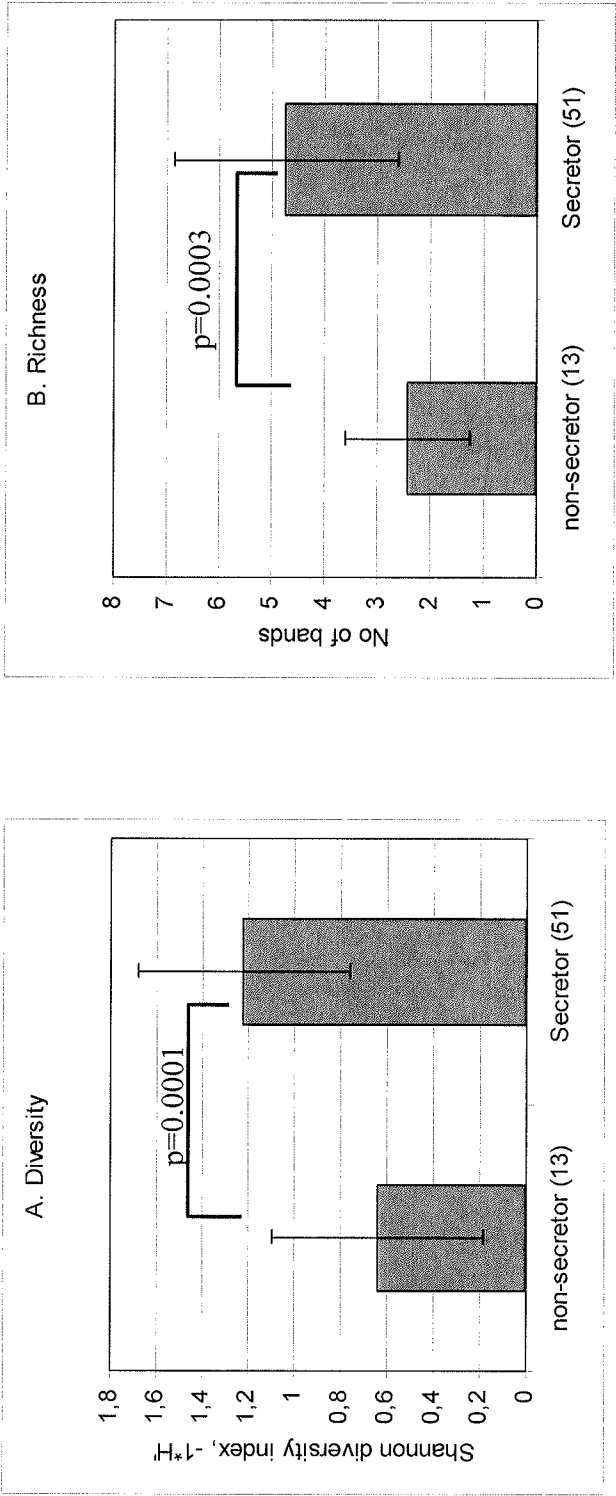 A. Diversity
Shannon diversity index, -1*H'
1,8
1,6
1,4
1,2
1
0,8
0,6
0,4
0,2
0
p=0.0001
non-secretor (13)
Secretor (51)
B. Richness
No of bands
8
7
6
5
4
3
2
1
0
p=0.0003
non-secretor (13)
Secretor (51)